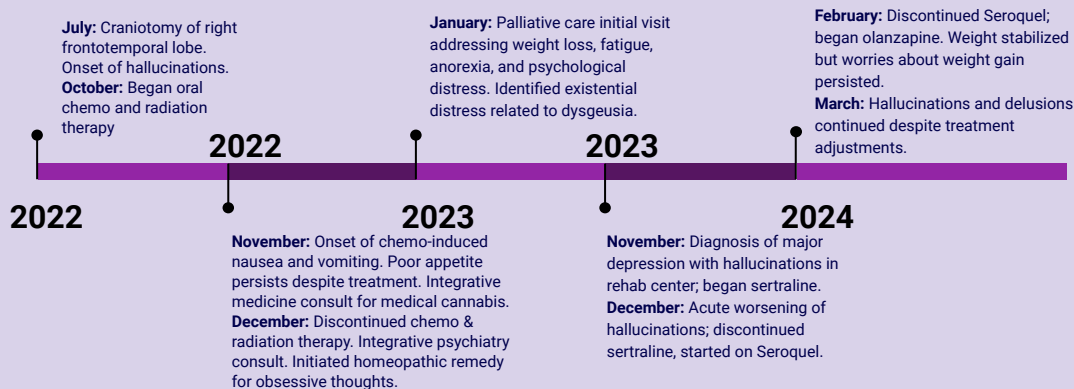 July: Craniotomy of right
frontotemporal lobe.
Onset of hallucinations.
October: Began oral
chemo and radiation
therapy
2022
November: Onset of chemo-induced
nausea and vomiting. Poor appetite
persists despite treatment. Integrative
medicine consult for medical cannabis.
December: Discontinued chemo &
radiation therapy. Integrative psychiatry
consult. Initiated homeopathic remedy
for obsessive thoughts.
2022
January: Palliative care initial visit
addressing weight loss, fatigue,
anorexia, and psychological
distress. Identified existential
distress related to dysgeusia.
2023
November: Diagnosis of major
depression with hallucinations in
rehab center; began sertraline.
December: Acute worsening of
hallucinations; discontinued
sertraline, started on Seroquel.
2023
February: Discontinued Seroquel;
began olanzapine. Weight stabilized
but worries about weight gain
persisted.
March: Hallucinations and delusions
continued despite treatment
adjustments.
2024